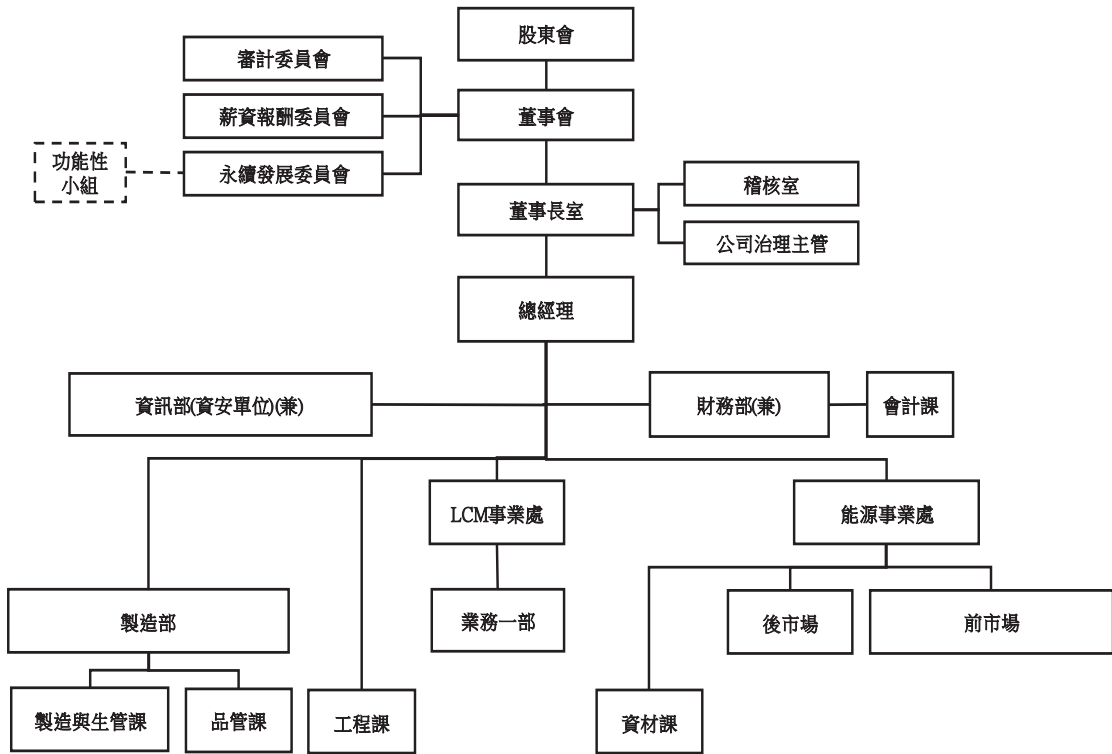 股東會
審計委員會
薪資報酬委員會
董事會
功能性
小組
永續發展委員會
稽核室
董事長室
公司治理主管
總經理
資訊部(資安單位)(兼)
財務部(兼)
會計課
LCM事業處
能源事業處
製造部
業務一部
後市場
前市場
製造與生管課
品管課
工程課
資材課